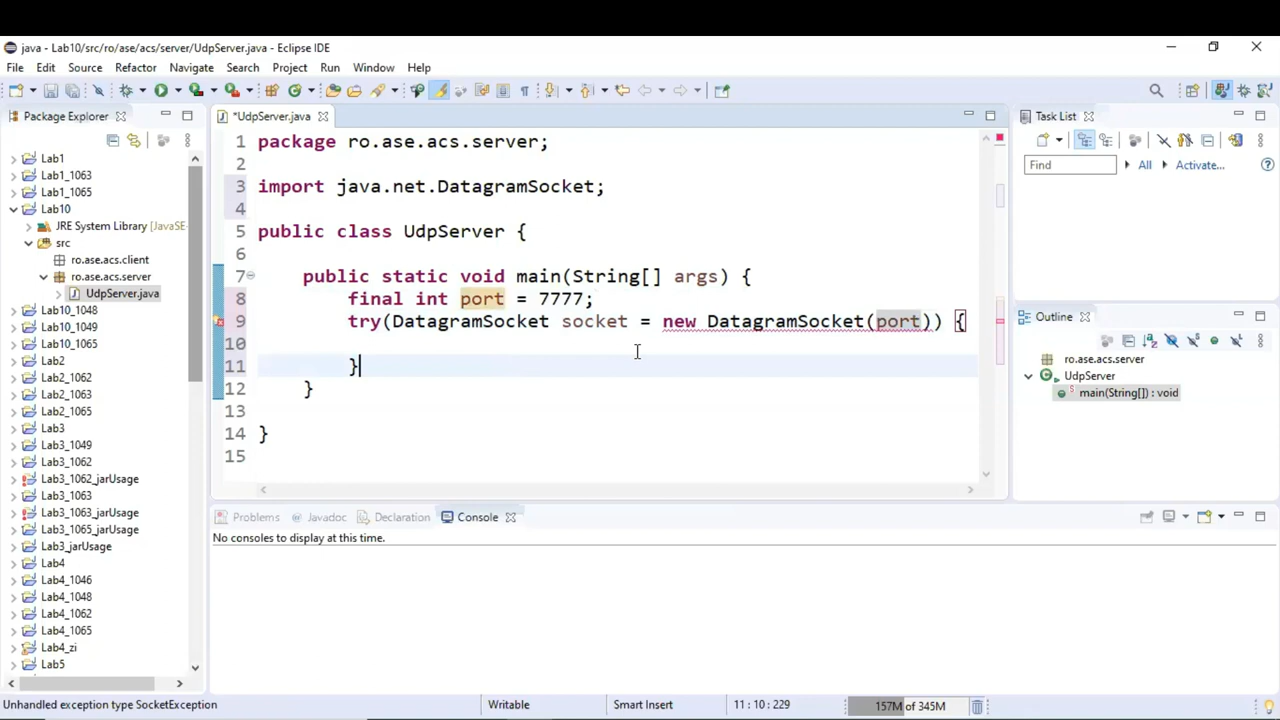 java - Lab10/src/ro/ase/acs/server/UdpServer.java - Eclipse IDE
File Edit Source Refactor Navigate Search Project Run Window Help
Package Explorer
Lab1
Lab1_1063
Lab1_1065
Lab10
JRE System Library [JavaSE-
src
ro.ase.acs.client
ro.ase.acs.server
UdpServer.java
Lab10_1048
Lab10_1049
Lab10_1065
Lab2
Lab2_1062
Lab2_1063
Lab2_1065
Lab3
Lab3_1049
Lab3_1062
Lab3_1062_jarUsage
Lab3_1063
Lab3_1063_jarUsage
Lab3_1065_jarUsage
Lab3_jarUsage
Lab4
Lab4_1046
Lab4_1048
Lab4_1062
Lab4_1065
Lab4_zi
Lab5
*UdpServer.java
1 package ro.ase.acs.server;
2
3 import java.net.DatagramSocket;
4
5 public class UdpServer {
6
7 public static void main(String[] args) {
8 final int port = 7777;
9 try(DatagramSocket socket = new DatagramSocket(port)) {
10
11 }
12 }
13
14 }
15
Task List
Find All Activate...
Outline
ro.ase.acs.server
UdpServer
main(String[]) : void
Problems Javadoc Declaration Console
No consoles to display at this time.
Unhandled exception type SocketException Writable Smart Insert 11 : 10 : 229 157M of 345M